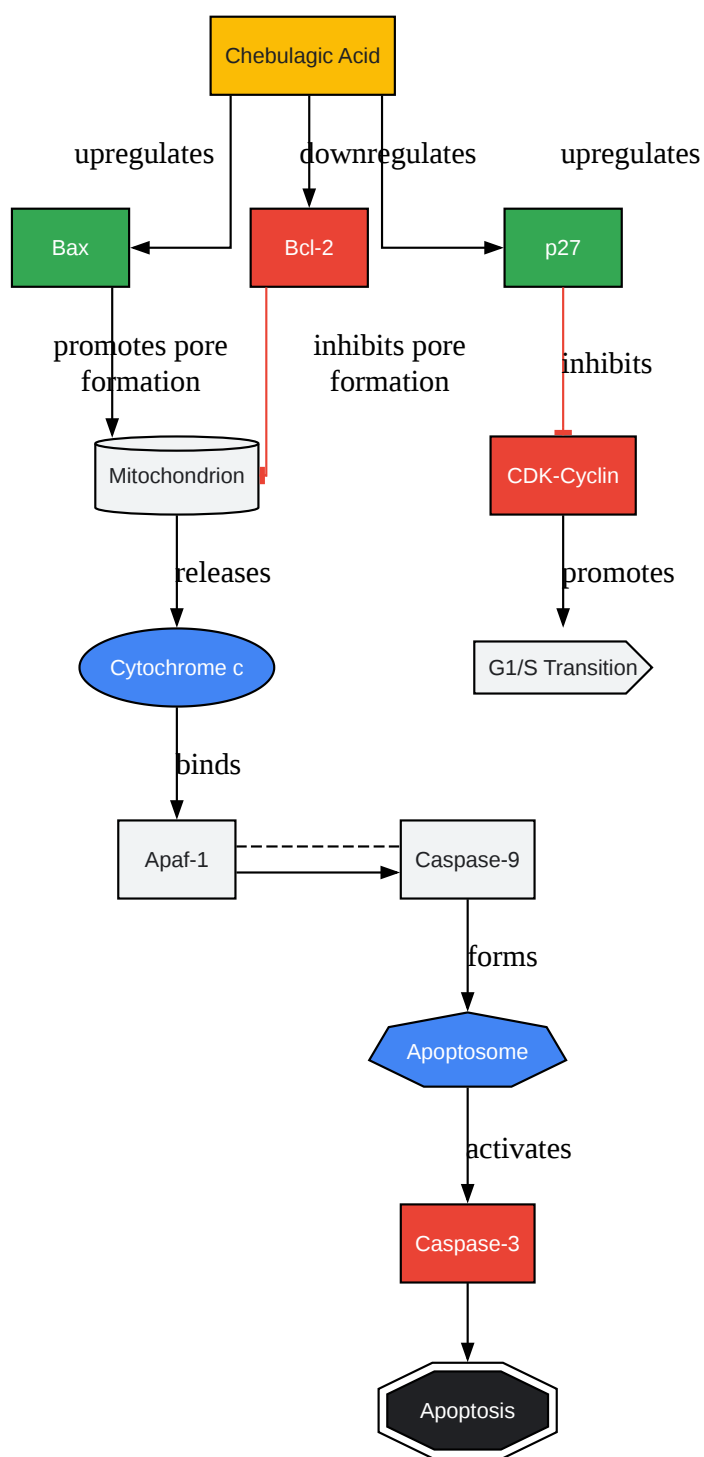 Chebulagic Acid
upregulates
downregulates
upregulates
Bax
Bcl-2
p27
promotes pore
formation
inhibits pore
formation
inhibits
Mitochondrion
CDK-Cyclin
releases
promotes
Cytochrome c
G1/S Transition
binds
Apaf-1
Caspase-9
forms
Apoptosome
activates
Caspase-3
Apoptosis